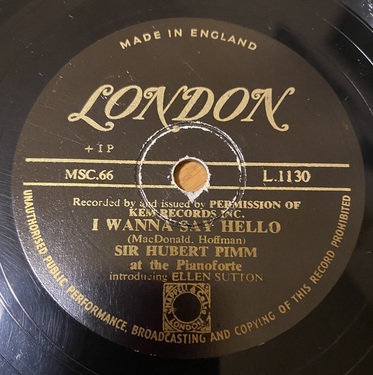 MADE IN ENGLAND
LONDON
+ 1P
MSC.66 L.1130
Recorded by and issued by PERMISSION OF
KEM RECORDS INC.
I WANNA SAY HELLO
(MacDonald, Hoffman)
SIR HUBERT PIMM
at the Pianoforte
introducing ELLEN SUTTON
LONDON
UNAUTHORISED PUBLIC PERFORMANCE, BROADCASTING AND COPYING OF THIS RECORD PROHIBITED